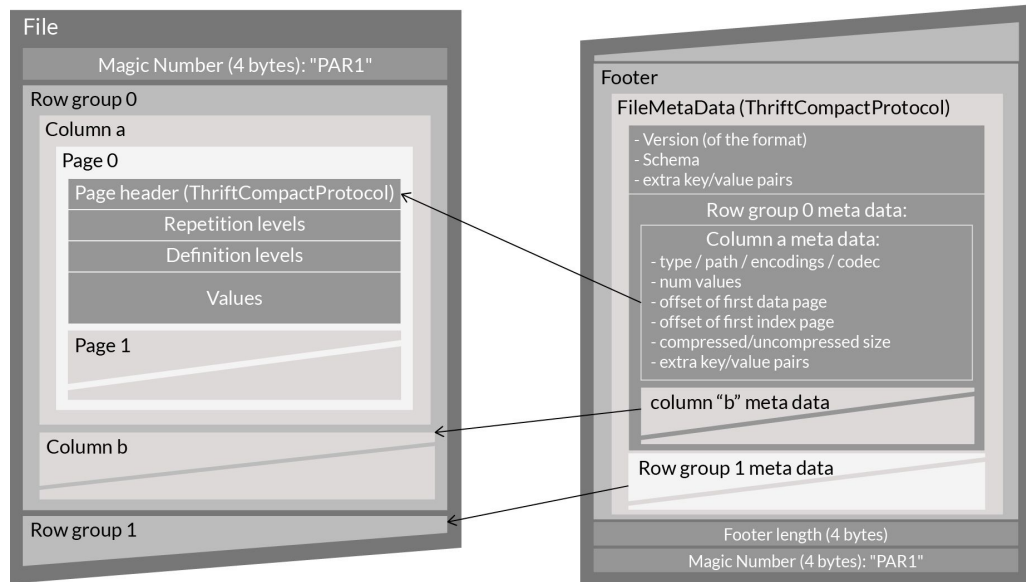 File
Magic Number (4 bytes): "PAR1"
Row group 0
Column a
Page 0
Page header (ThriftCompactProtocol)
Repetition levels
Definition levels
Values
Page 1
Column b
Row group 1
Footer
FileMetaData (ThriftCompactProtocol)
- Version (of the format)
- Schema
- extra key/value pairs
Row group 0 meta data:
Column a meta data:
- type / path / encodings / codec
- num values
- offset of first data page
- offset of first index page
- compressed/uncompressed size
- extra key/value pairs
column “b” meta data
Row group 1 meta data
Footer length (4 bytes)
Magic Number (4 bytes): "PAR1"